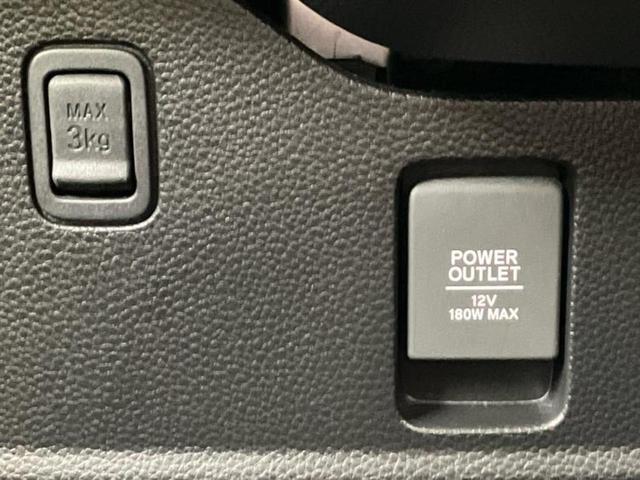 MAX
3kg
POWER
OUTLET
12V
180W MAX